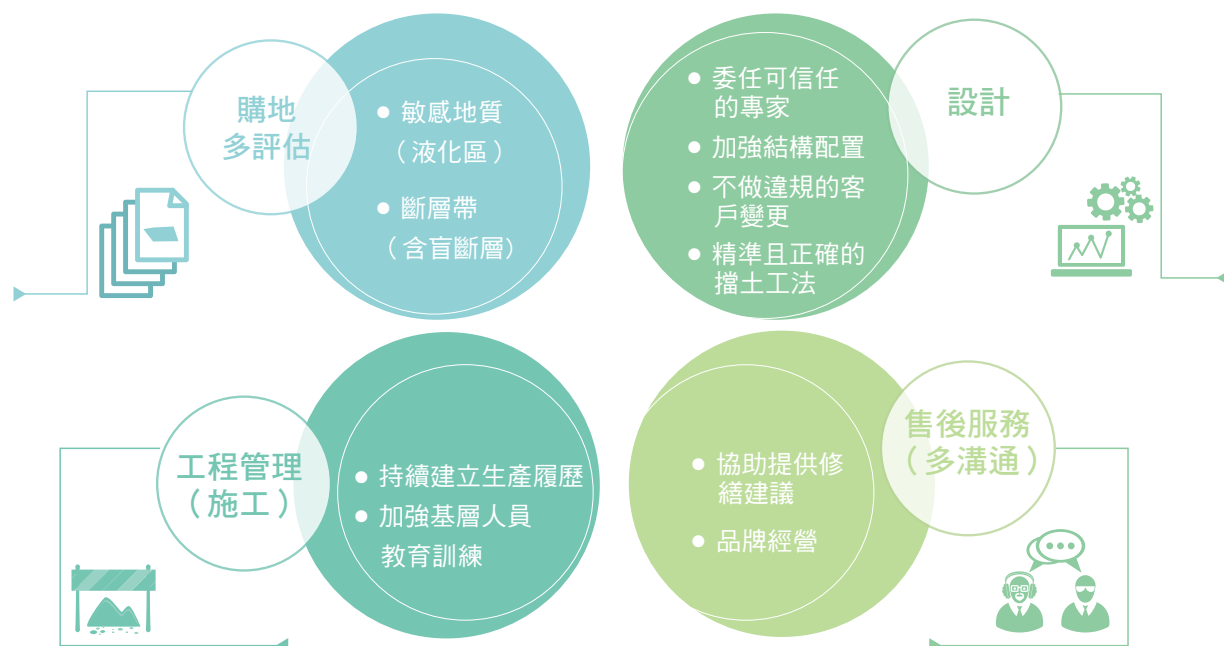 購地
多評估
● 敏感地質
（液化區）
● 斷層帶
（含盲斷層）
設計
● 委任可信任
的專家
● 加強結構配置
● 不做違規的客
戶變更
● 精準且正確的
擋土工法
工程管理
（施工）
● 持續建立生產履歷
● 加強基層人員
教育訓練
售後服務
（多溝通）
● 協助提供修
繕建議
● 品牌經營